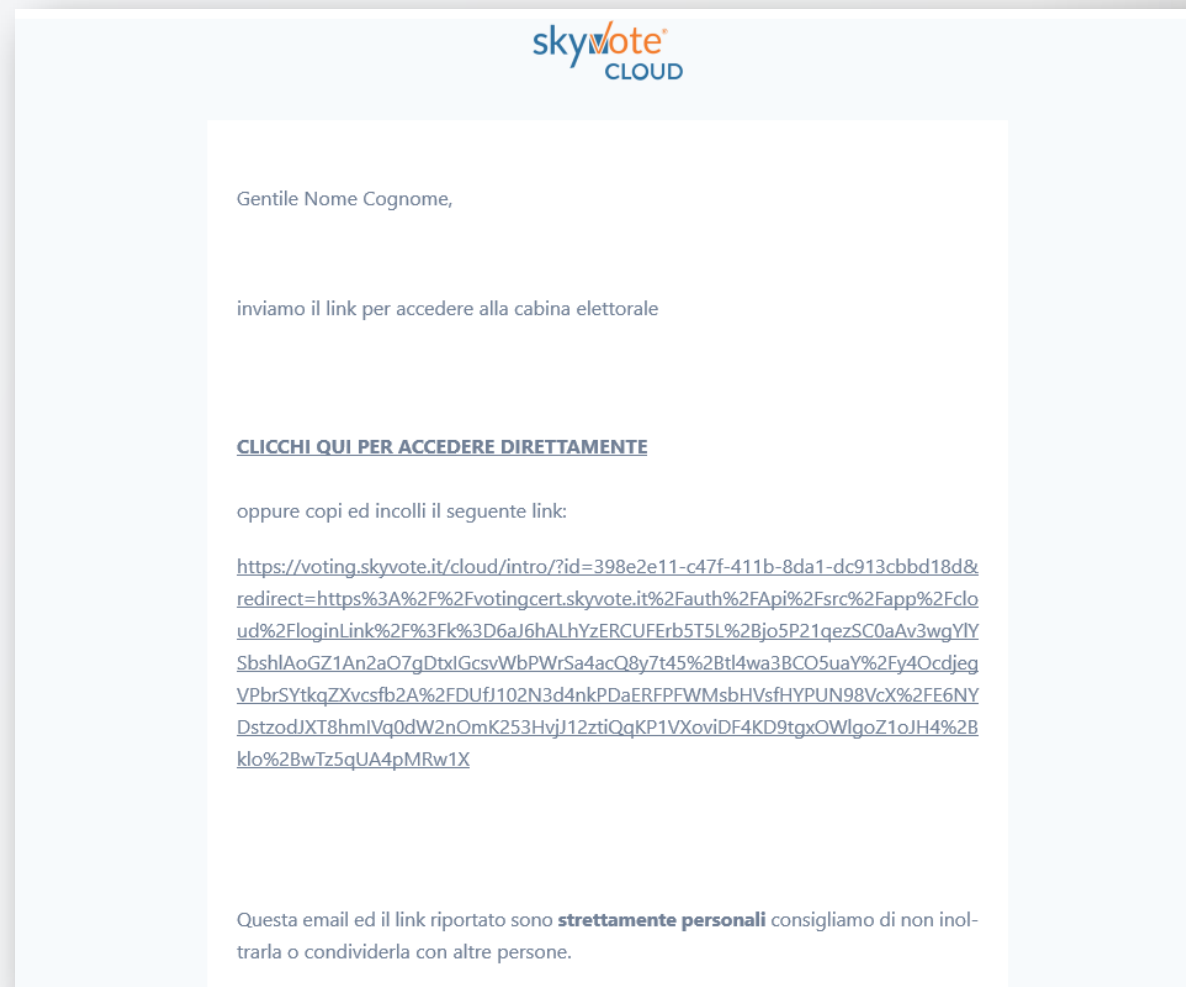 skyvote®
CLOUD
Gentile Nome Cognome,
inviamo il link per accedere alla cabina elettorale
CLICCHI QUI PER ACCEDERE DIRETTAMENTE
oppure copi ed incolli il seguente link:
https://voting.skyvote.it/cloud/intro/?id=398e2e11-c47f-411b-8da1-dc913cbbd18d&
redirect=https%3A%2F%2Fvotingcert.skyvote.it%2Fauth%2FApi%2Fsrc%2Fapp%2Fclo
ud%2FloginLink%2F%3Fk%3D6aJ6hALhYzERCUFErb5T5L%2Bjo5P21qezSC0aAv3wgYlY
SbshlAoGZ1An2aO7gDtxIGcsvWbPWrSa4acQ8y7t45%2Btl4wa3BCO5uaY%2Fy4Ocdjeg
VPbrSYtkqZXvcsfb2A%2FDUfJ102N3d4nkPDaERFPFWMsbHVsfHYPUN98VcX%2FE6NY
DstzodJXT8hmIVq0dW2nOmK253HvjJ12ztiQqKP1VXoviDF4KD9tgxOWlgoZ1oJH4%2B
klo%2BwTz5qUA4pMRw1X
Questa email ed il link riportato sono strettamente personali consigliamo di non inol-
trarla o condividerla con altre persone.